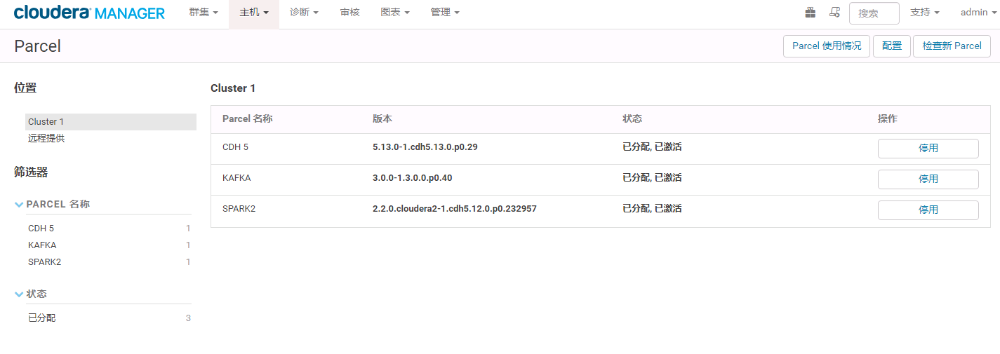 cloudera MANAGER 群集 主机 诊断 审核 图表 管理 搜索 支持 admin
Parcel Parcel 使用情况 配置 检查新 Parcel
位置
Cluster 1
远程提供
筛选器
PARCEL 名称
CDH 5 1
KAFKA 1
SPARK2 1
状态
已分配 3
Cluster 1
Parcel 名称 版本 状态 操作
CDH 5 5.13.0-1.cdh5.13.0.p0.29 已分配, 已激活 停用
KAFKA 3.0.0-1.3.0.0.p0.40 已分配, 已激活 停用
SPARK2 2.2.0.cloudera2-1.cdh5.12.0.p0.232957 已分配, 已激活 停用